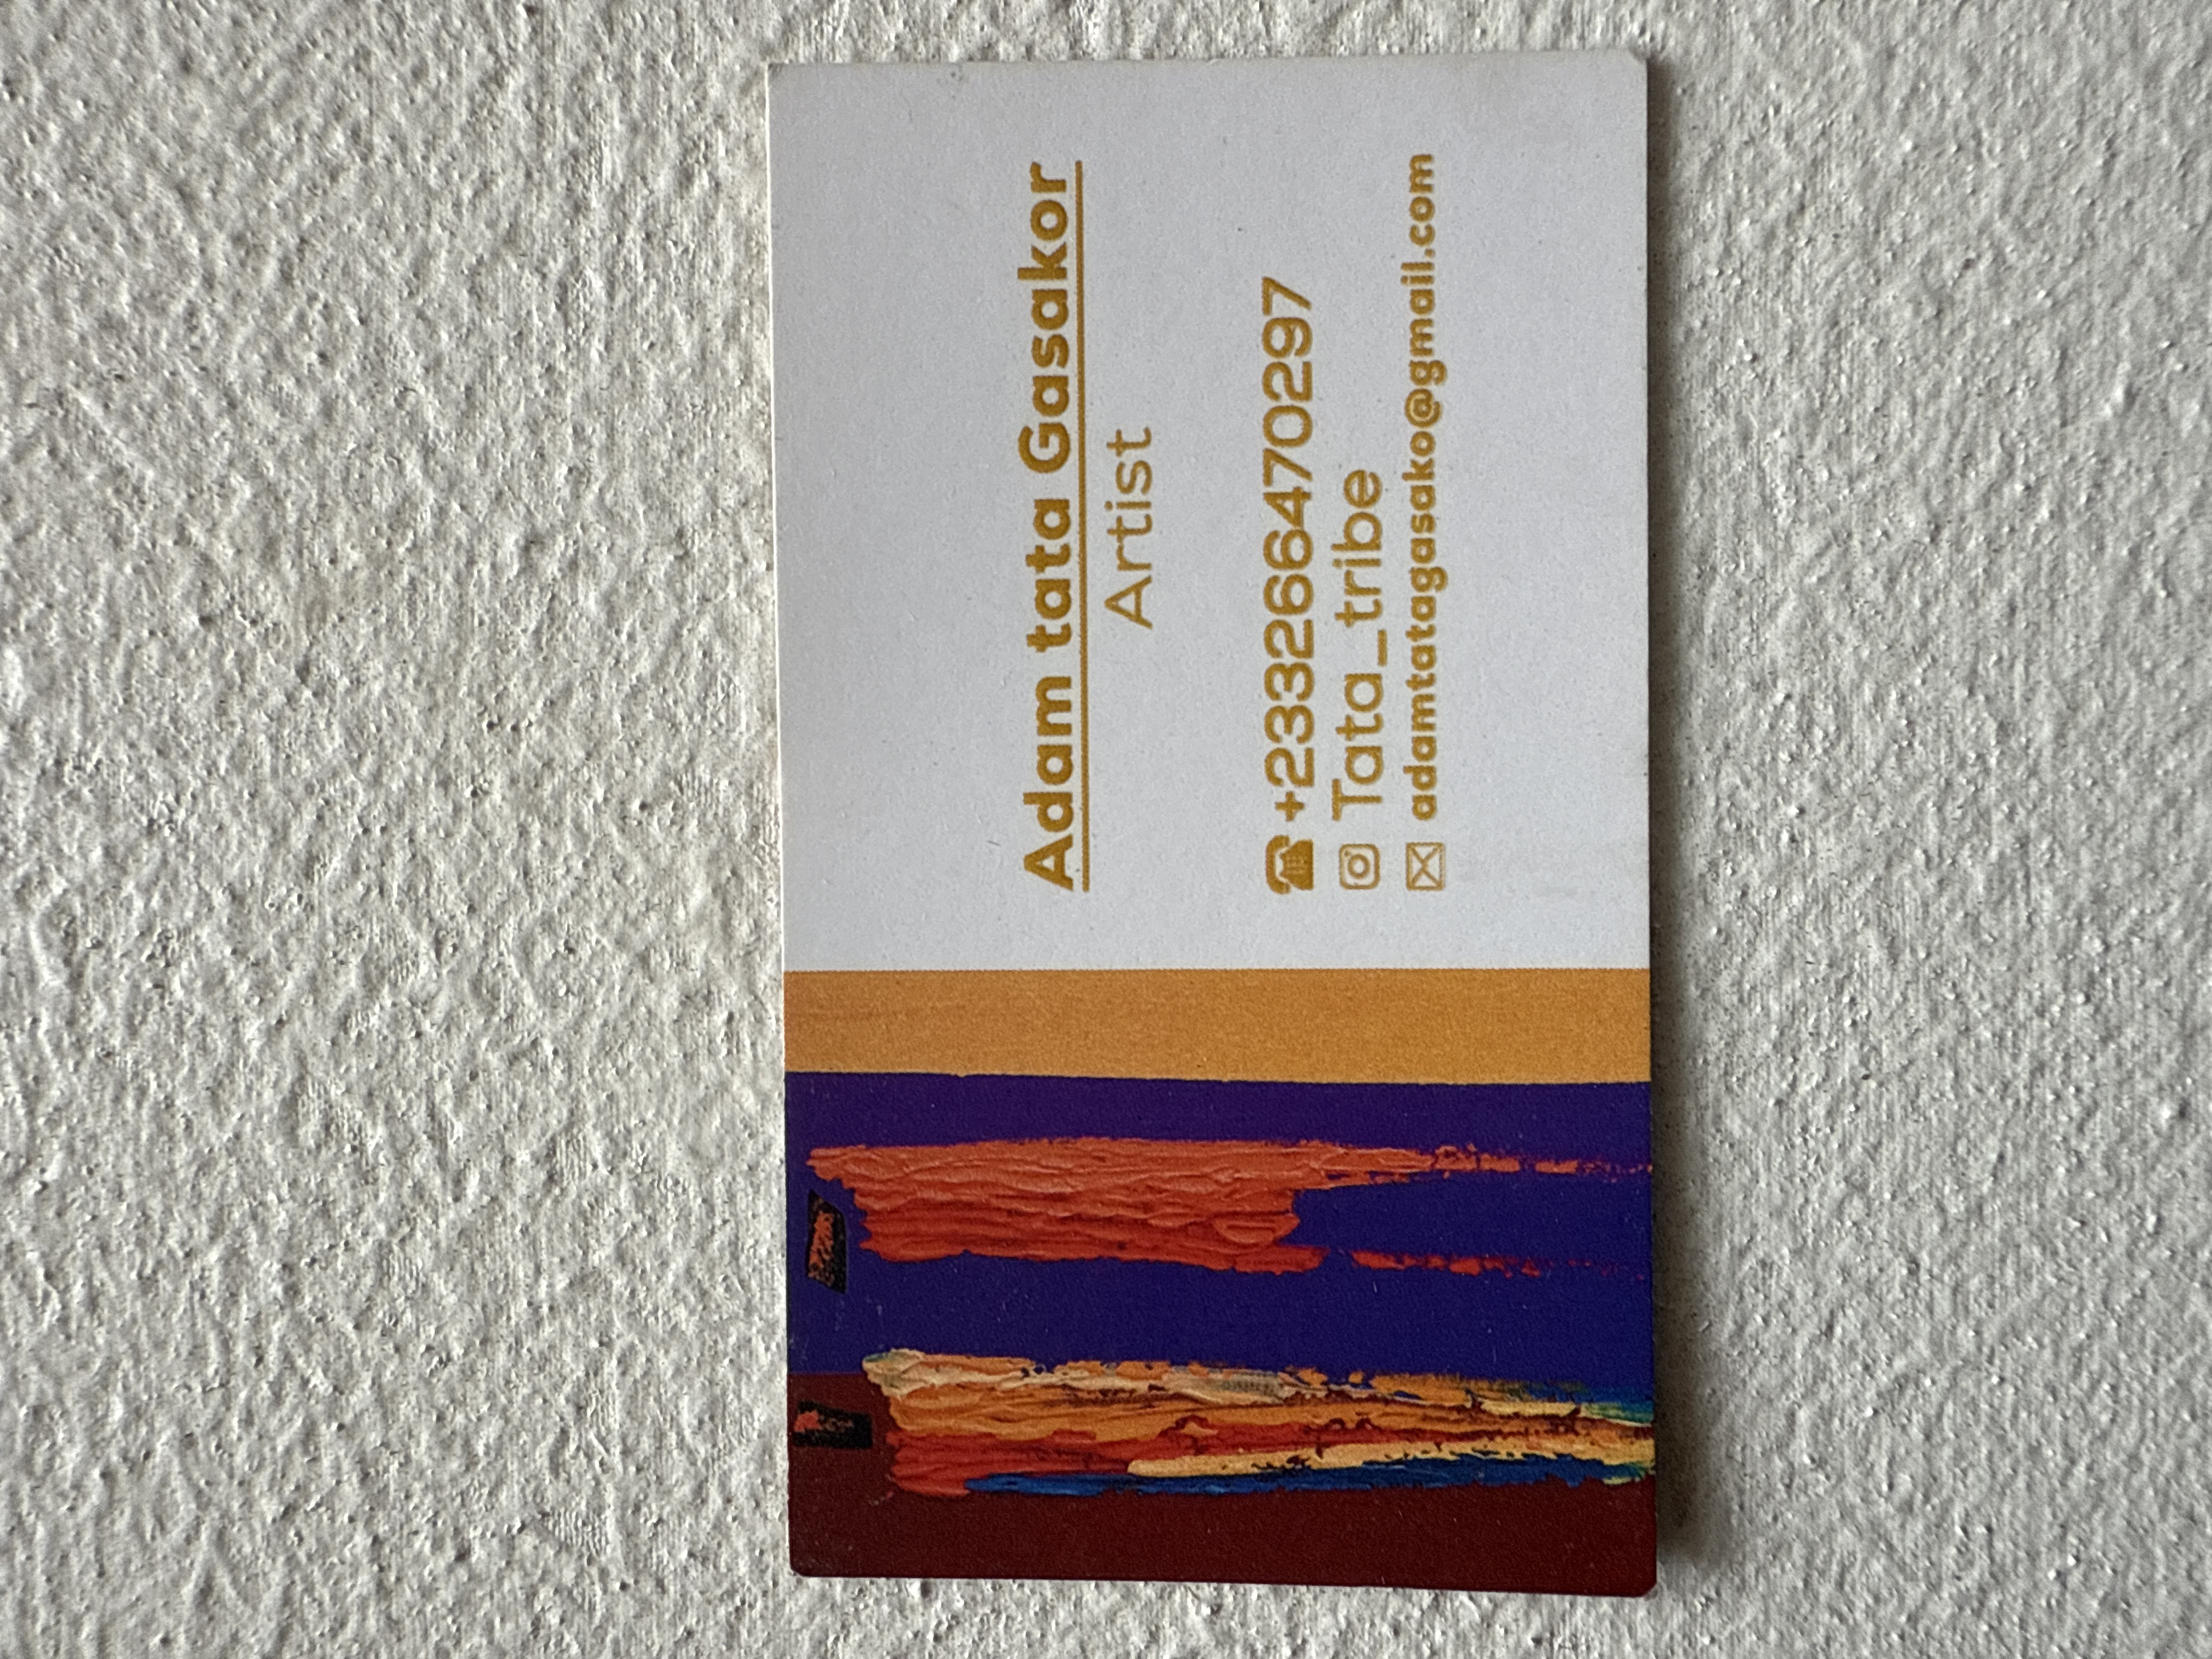 Adam tata Gasakor
Artist
+233266470297
Tata_tribe
adamtatagasako@gmail.com